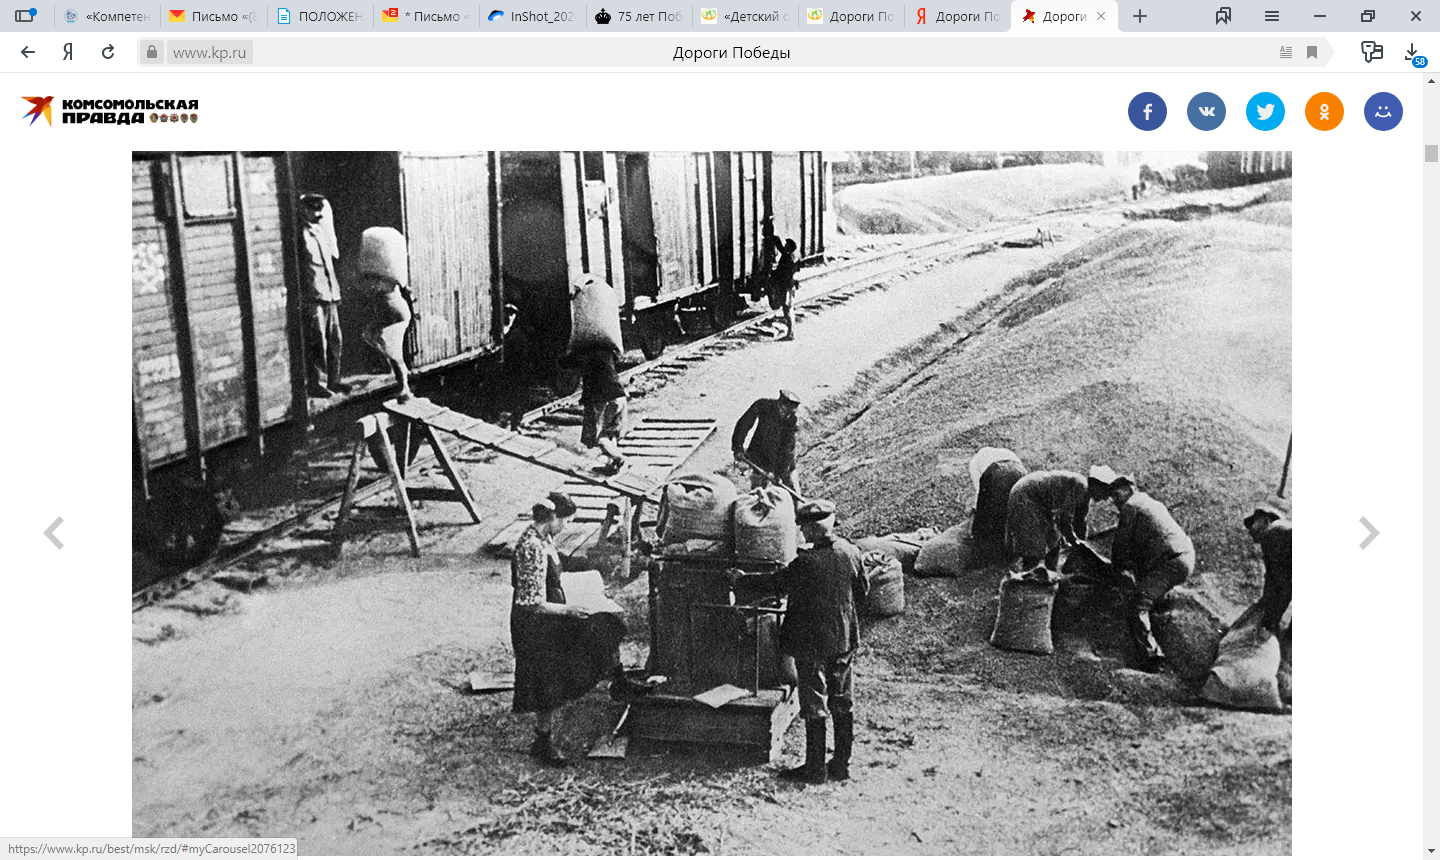 «Компетен
Письмо «(Е
ПОЛОЖЕН
* Письмо «
InShot_202
75 лет Поб
«Детский с
Дороги По
Дороги По
Дороги
www.kp.ru
Дороги Победы
58
КОМСОМОЛЬСКАЯ
ПРАВДА
https://www.kp.ru/best/msk/rzd/#myCarousel2076123